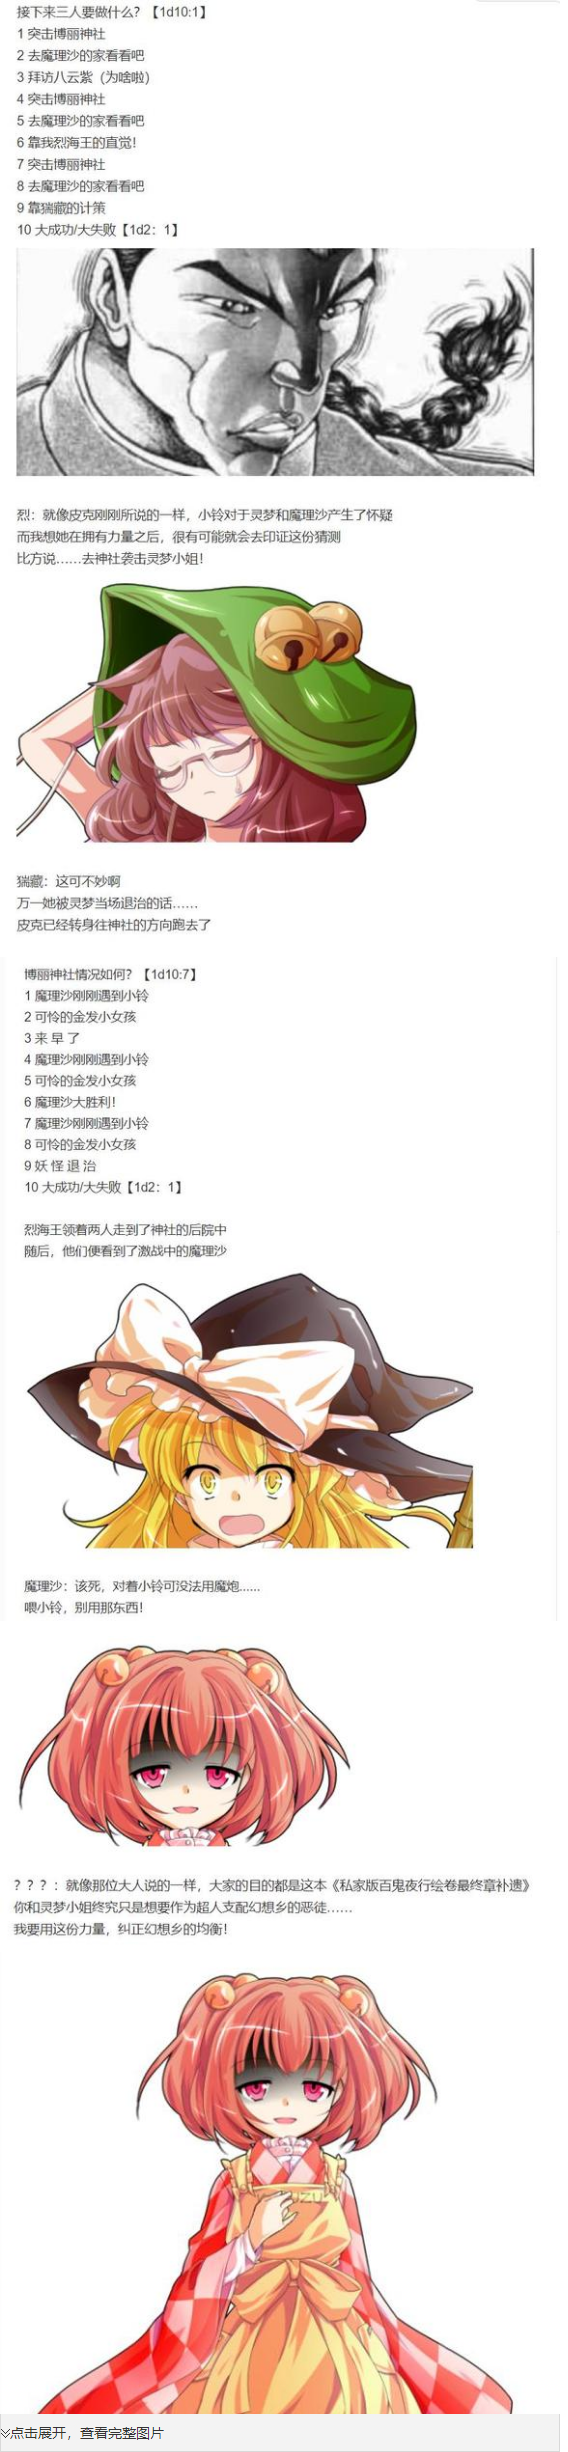 接下来三人要做什么？【1d10:1】
1 突击博丽神社
2 去魔理沙的家看看吧
3 拜访八云紫（为啥啦）
4 突击博丽神社
5 去魔理沙的家看看吧
6 靠我烈海王的直觉！
7 突击博丽神社
8 去魔理沙的家看看吧
9 靠猯藏的计策
10 大成功/大失败【1d2：1】
烈：就像皮克刚刚所说的一样，小铃对于灵梦和魔理沙产生了怀疑
而我想她在拥有力量之后，很有可能就会去印证这份猜测
比方说……去神社袭击灵梦小姐！
猯藏：这可不妙啊
万一她被灵梦当场退治的话……
皮克已经转身往神社的方向跑去了
博丽神社情况如何？【1d10:7】
1 魔理沙刚刚遇到小铃
2 可怜的金发小女孩
3 来 早 了
4 魔理沙刚刚遇到小铃
5 可怜的金发小女孩
6 魔理沙大胜利！
7 魔理沙刚刚遇到小铃
8 可怜的金发小女孩
9 妖 怪 退 治
10 大成功/大失败【1d2：1】
烈海王领着两人走到了神社的后院中
随后，他们便看到了激战中的魔理沙
魔理沙：该死，对着小铃可没法用魔炮......
喂小铃，别用那东西！
？？？：就像那位大人说的一样，大家的目的都是这本《私家版百鬼夜行绘卷最终章补遗》
你和灵梦小姐终究只是想要作为超人支配幻想乡的恶徒……
我要用这份力量，纠正幻想乡的均衡！
点击展开，查看完整图片